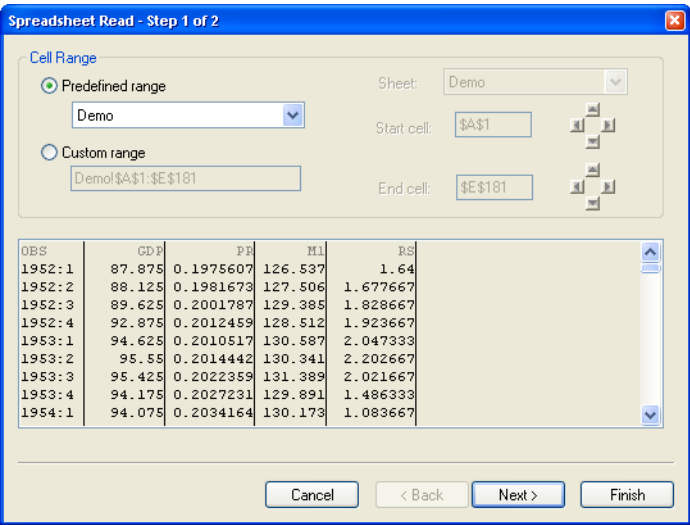 Spreadsheet Read - Step 1 of 2
Cell Range
Predefined range
Demo
Custom range
Demo!$A$1:$E$181
Sheet: Demo
Start cell: $A$1
End cell: $E$181
OBS GDP PR M1 RS
1952:1 87.875 0.1975607 126.537 1.64
1952:2 88.125 0.1981673 127.506 1.677667
1952:3 89.625 0.2001787 129.385 1.828667
1952:4 92.875 0.2012459 128.512 1.923667
1953:1 94.625 0.2010517 130.587 2.047333
1953:2 95.55 0.2014442 130.341 2.202667
1953:3 95.425 0.2022359 131.389 2.021667
1953:4 94.175 0.2027231 129.891 1.486333
1954:1 94.075 0.2034164 130.173 1.083667
Cancel < Back Next > Finish